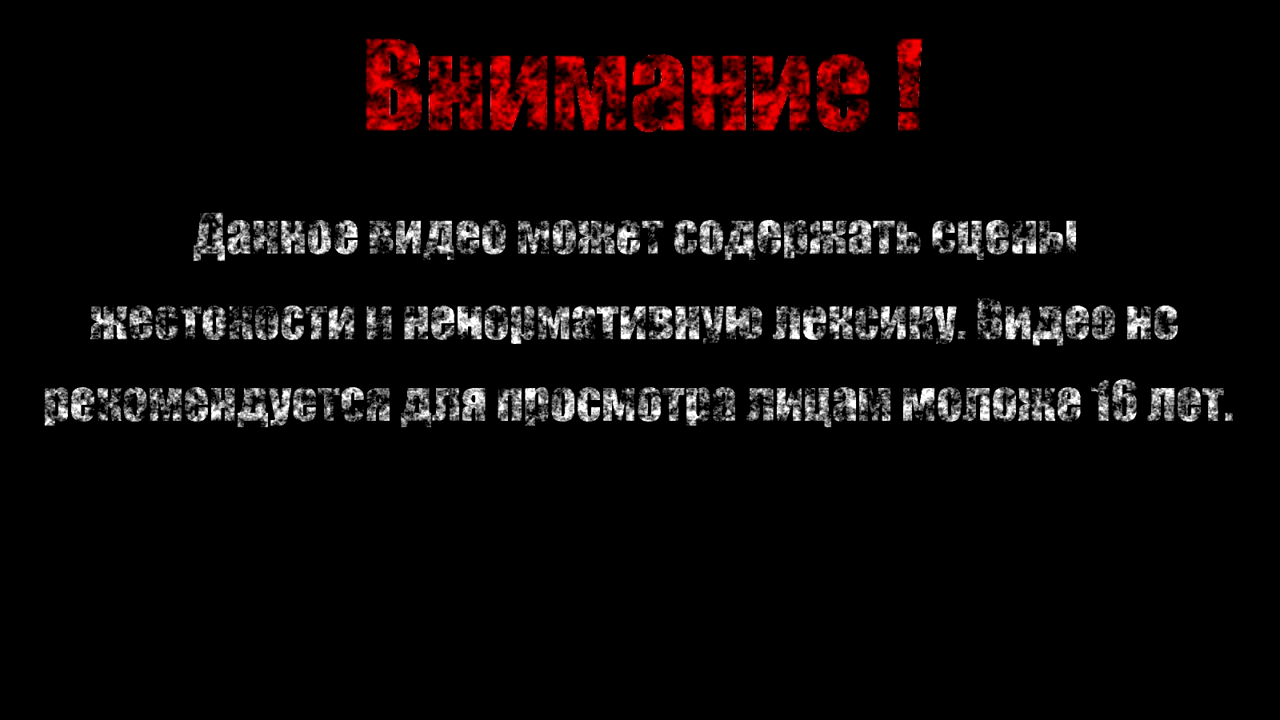 Внимание !
Данное видео может содержать сцены
жестокости и ненормативную лексику. Видео не
рекомендуется для просмотра лицам моложе 16 лет.